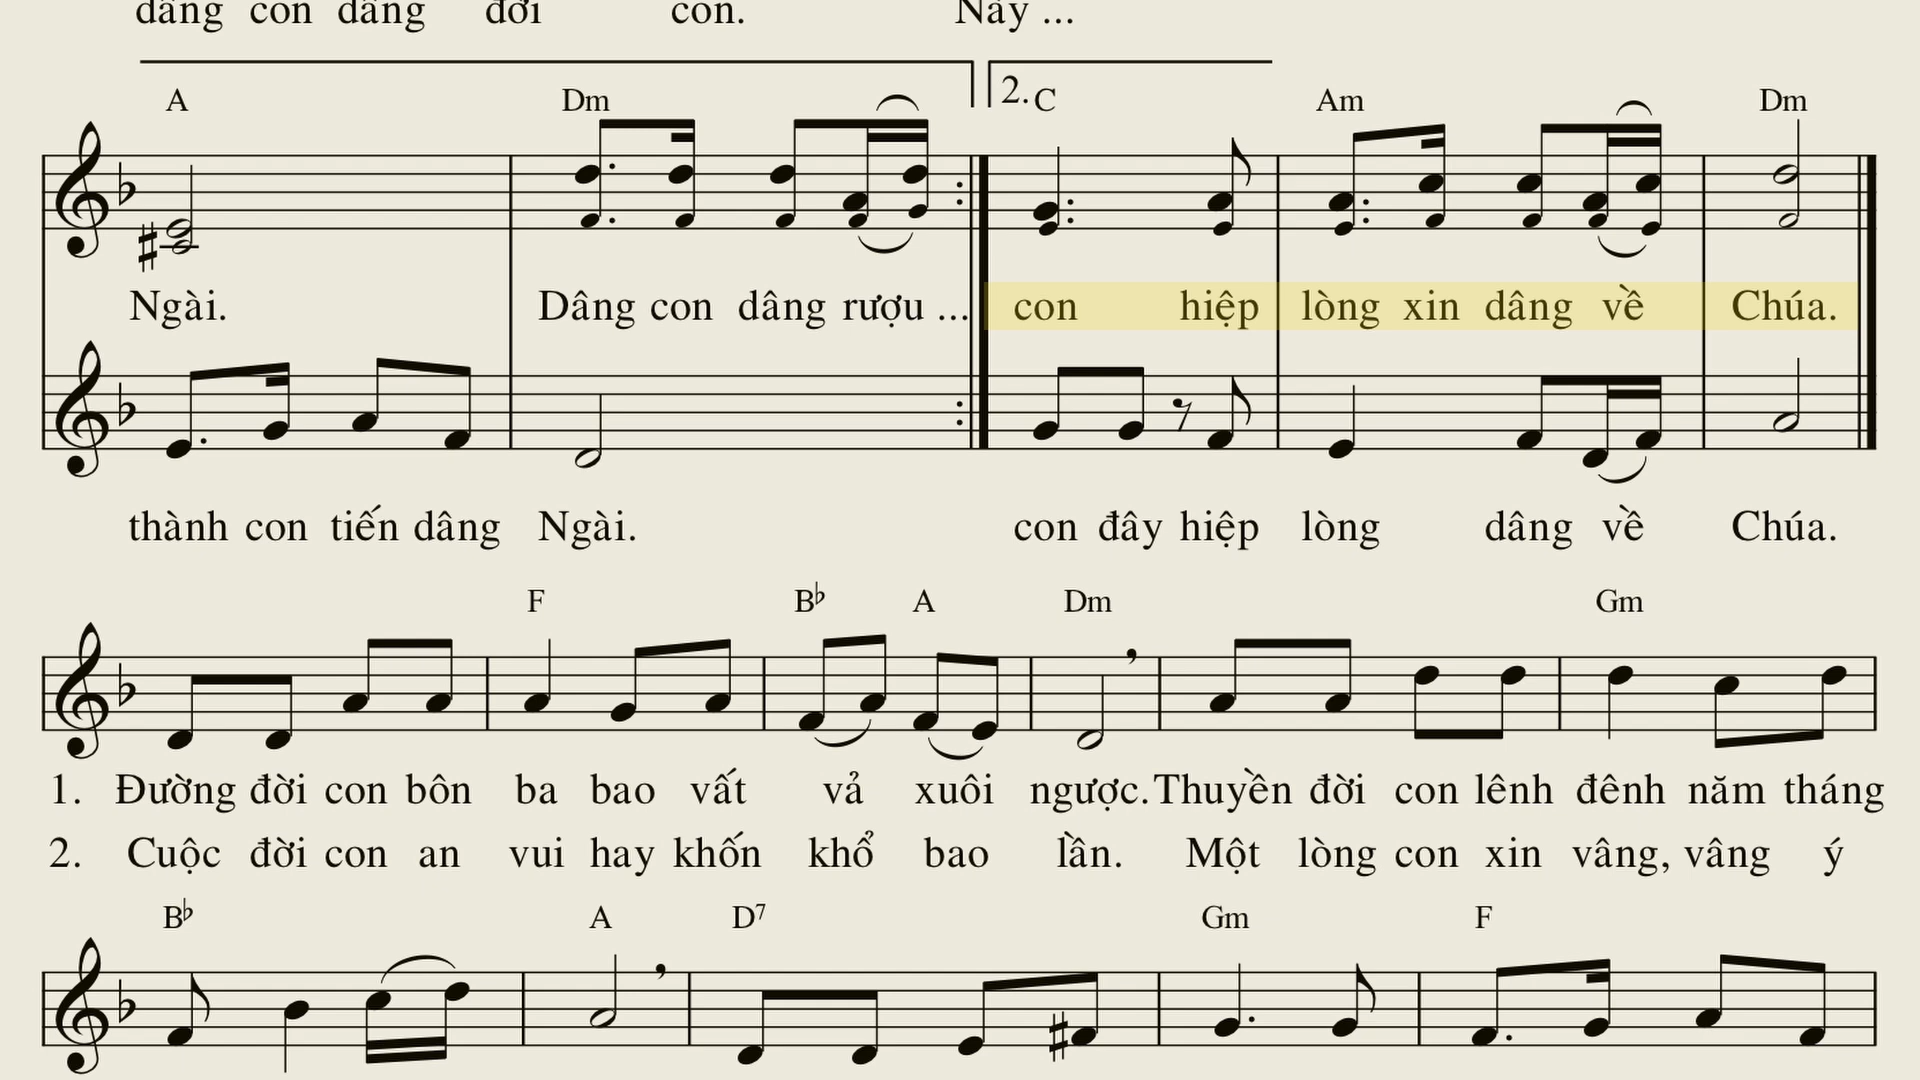 dâng con dâng đời con. Này ...
A Dm 2. C Am Dm
Ngài. Dâng con dâng rượu ... con hiệp lòng xin dâng về Chúa.
thành con tiến dâng Ngài. con đây hiệp lòng dâng về Chúa.
F B♭ A Dm Gm
1. Đường đời con bôn ba bao vất vả xuôi ngược. Thuyền đời con lênh đênh năm tháng
2. Cuộc đời con an vui hay khốn khổ bao lần. Một lòng con xin vâng, vâng ý
B♭ A D7 Gm F